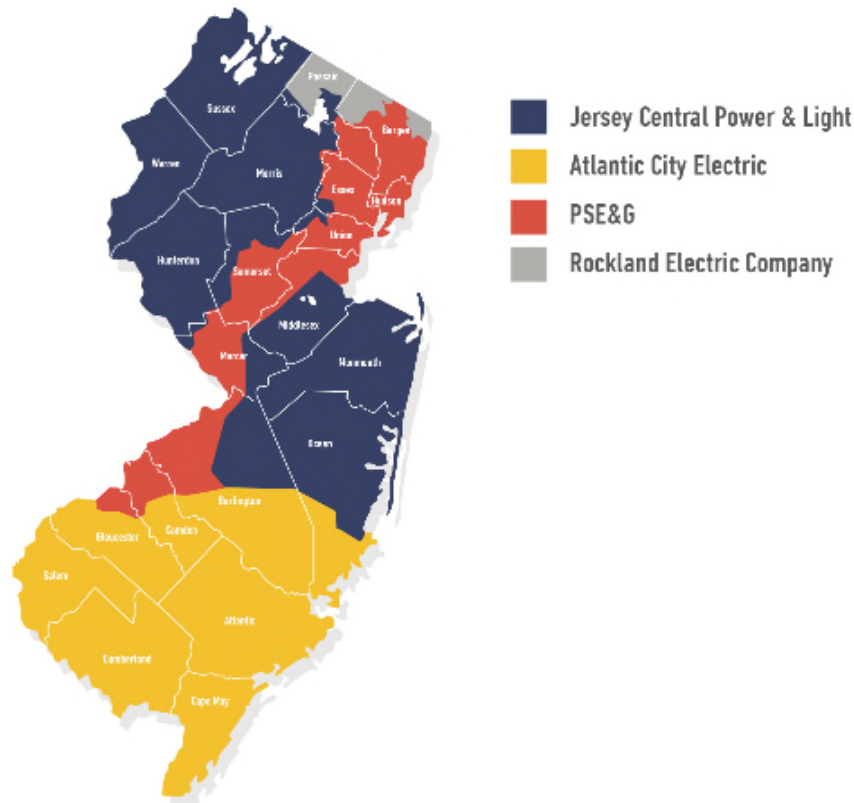 Passaic
Sussex
Bergen
Warren
Morris
Essex
Hudson
Union
Hunterdon
Somerset
Middlesex
Mercer
Monmouth
Ocean
Burlington
Camden
Gloucester
Salem
Atlantic
Cumberland
Cape May
Jersey Central Power & Light
Atlantic City Electric
PSE&G
Rockland Electric Company